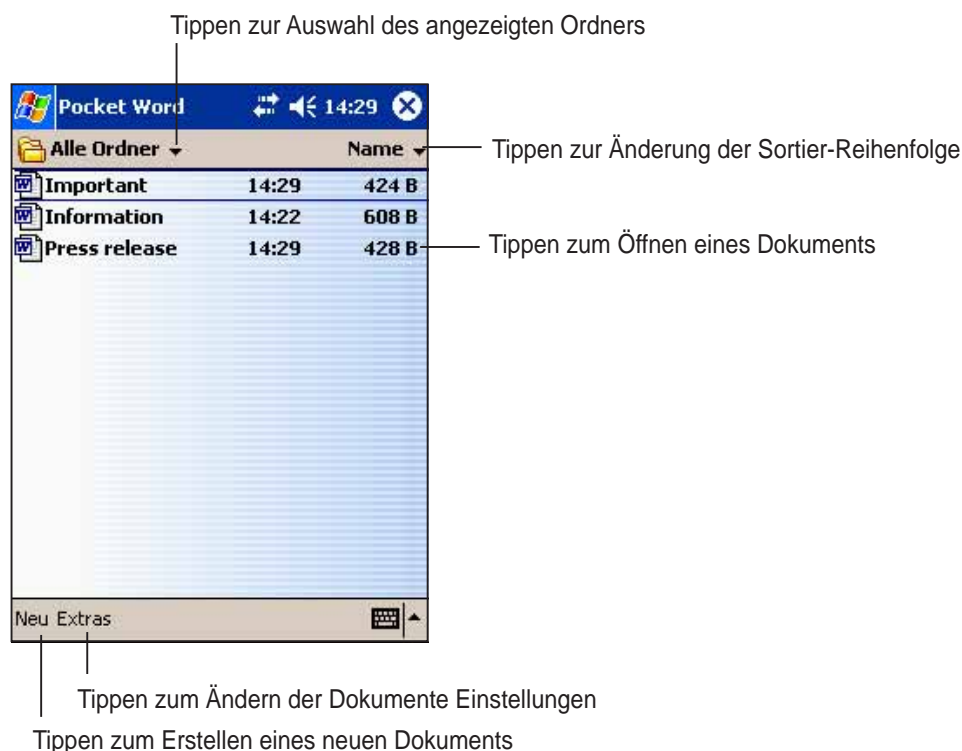 Tippen zur Auswahl des angezeigten Ordners
Pocket Word 14:29
Alle Ordner Name
Tippen zur Änderung der Sortier-Reihenfolge
Important 14:29 424 B
Information 14:22 608 B
Press release 14:29 428 B
Tippen zum Öffnen eines Dokuments
Neu Extras
Tippen zum Ändern der Dokumente Einstellungen
Tippen zum Erstellen eines neuen Dokuments